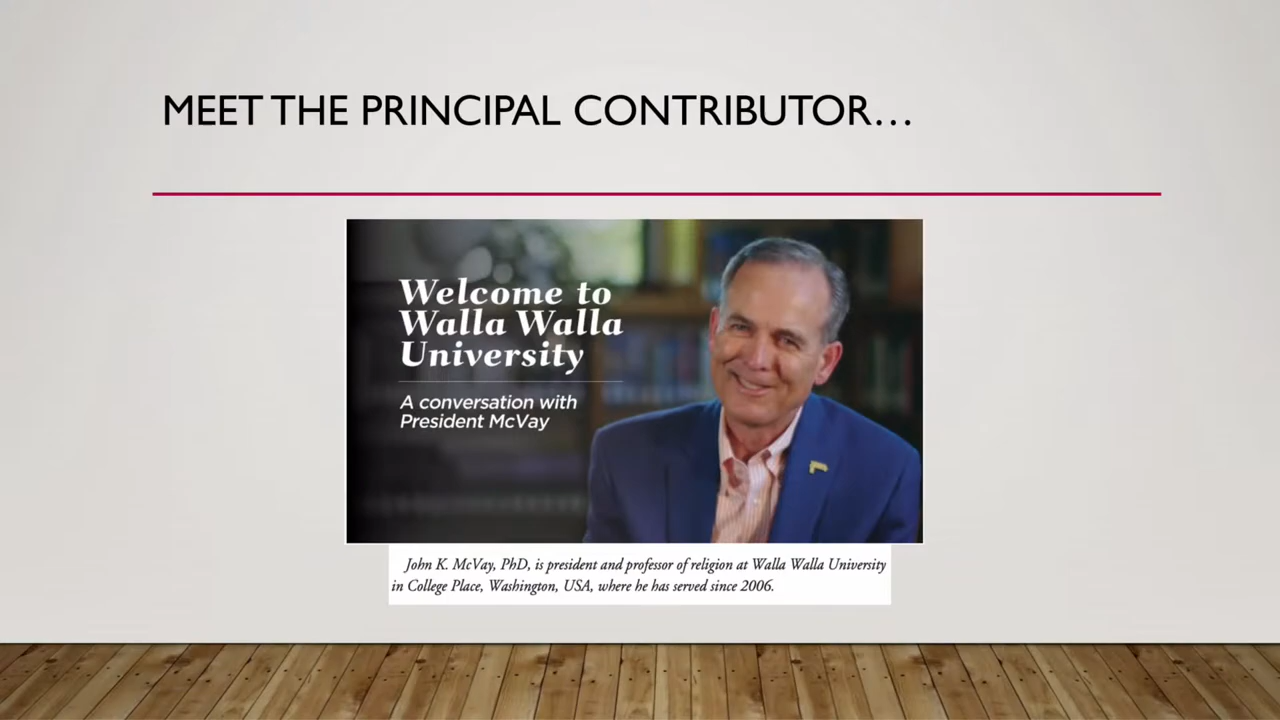 MEET THE PRINCIPAL CONTRIBUTOR…
Welcome to
Walla Walla
University
A conversation with
President McVay
John K. McVay, PhD, is president and professor of religion at Walla Walla University
in College Place, Washington, USA, where he has served since 2006.